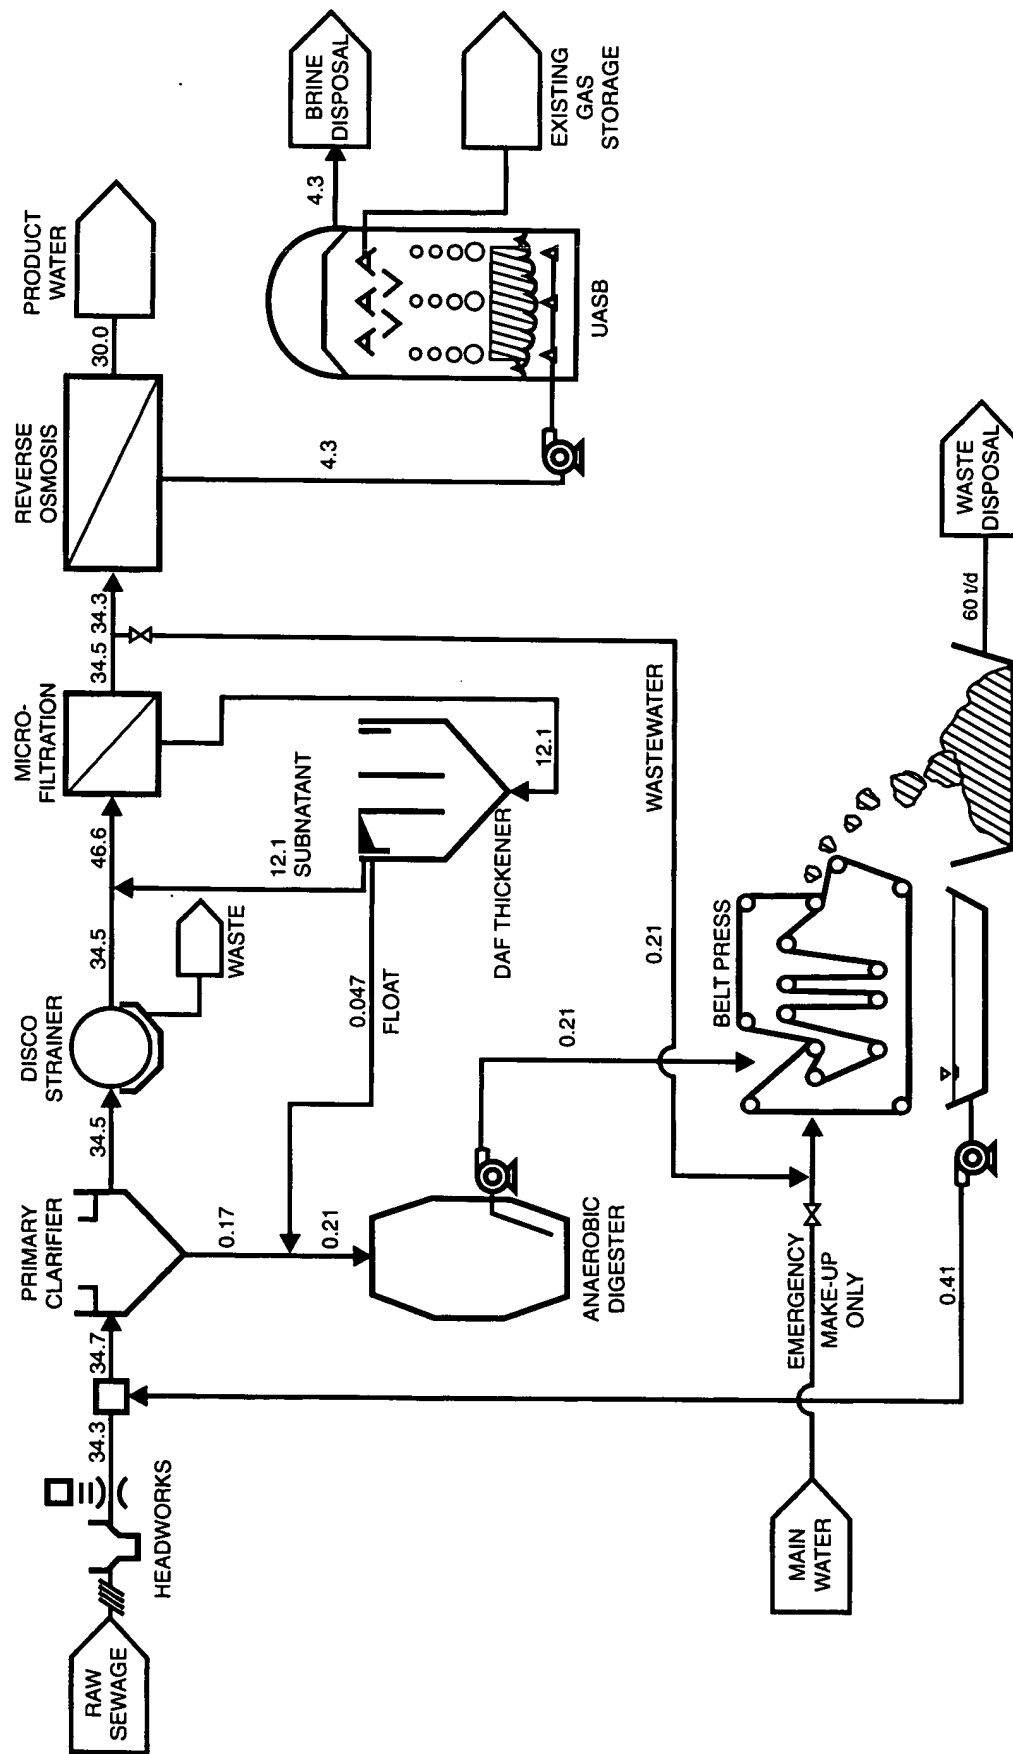 RAW
SEWAGE
HEADWORKS
34.3
34.7
PRIMARY
CLARIFIER
34.5
DISCO
STRAINER
34.5
WASTE
46.6
MICRO-
FILTRATION
34.5
34.3
REVERSE
OSMOSIS
30.0
PRODUCT
WATER
0.17
0.21
0.047
FLOAT
12.1
SUBNATANT
12.1
DAF THICKENER
4.3
UASB
4.3
BRINE
DISPOSAL
EXISTING
GAS
STORAGE
ANAEROBIC
DIGESTER
0.21
WASTEWATER
0.21
BELT PRESS
EMERGENCY
MAKE-UP
ONLY
MAIN
WATER
0.41
60 t/d
WASTE
DISPOSAL